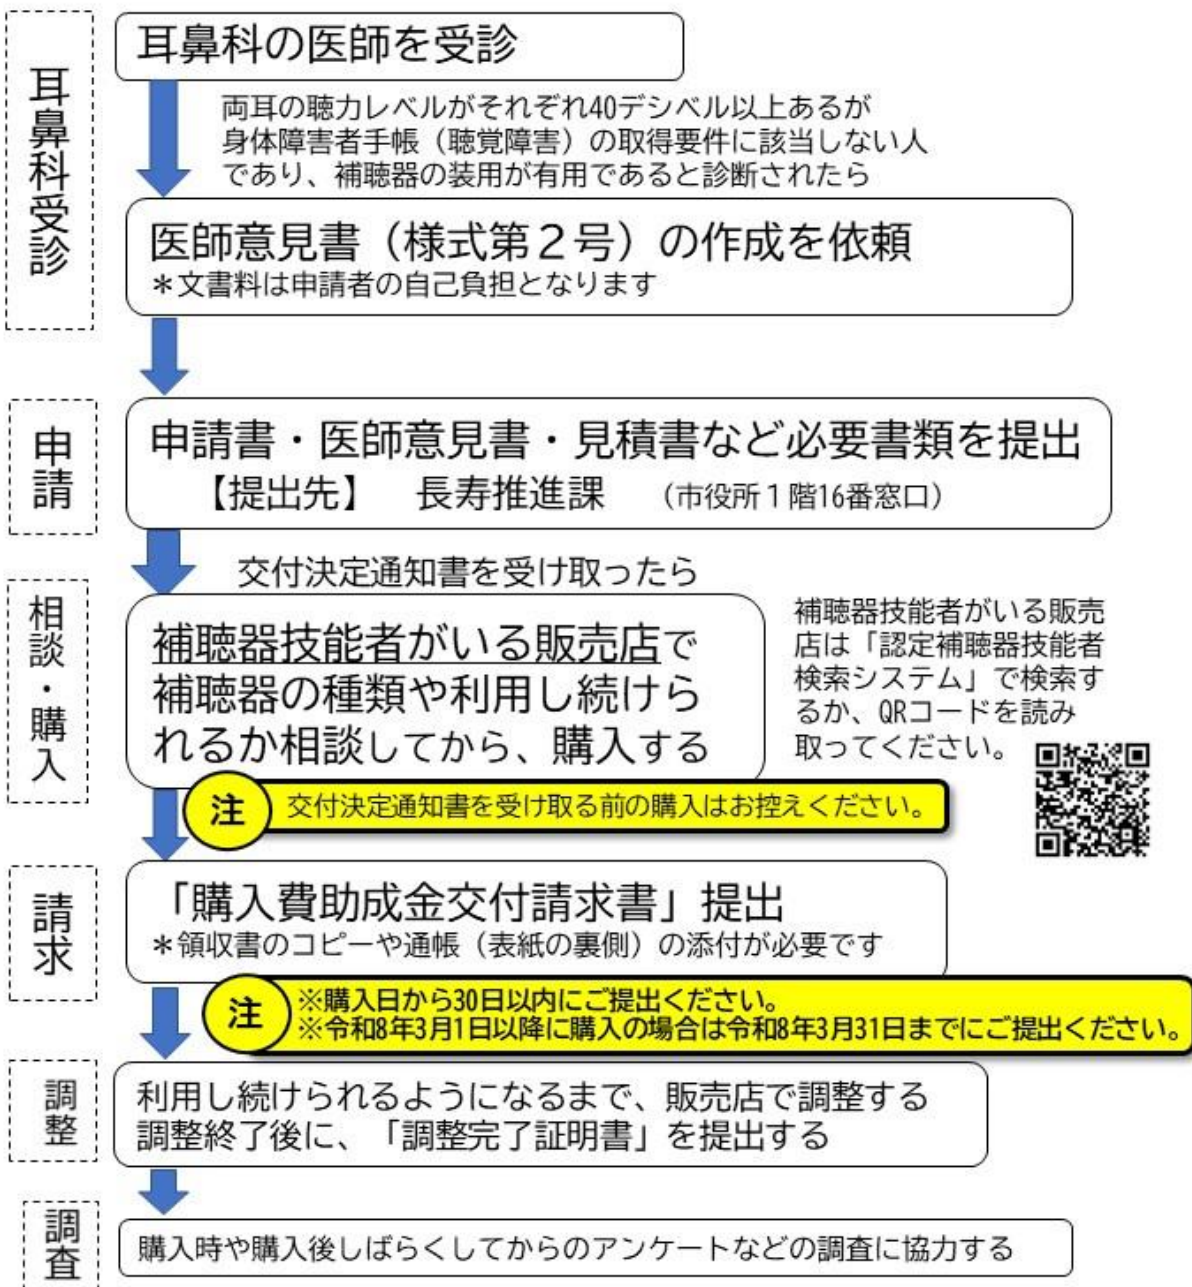 耳鼻科受診
耳鼻科の医師を受診
両耳の聴力レベルがそれぞれ40デシベル以上あるが
身体障害者手帳（聴覚障害）の取得要件に該当しない人
であり、補聴器の装用が有用であると診断されたら
医師意見書（様式第２号）の作成を依頼
＊文書料は申請者の自己負担となります
申請
申請書・医師意見書・見積書など必要書類を提出
【提出先】　長寿推進課　（市役所１階16番窓口）
交付決定通知書を受け取ったら
相談・購入
補聴器技能者がいる販売店で
補聴器の種類や利用し続けら
れるか相談してから、購入する
補聴器技能者がいる販売
店は「認定補聴器技能者
検索システム」で検索す
るか、QRコードを読み
取ってください。
注　交付決定通知書を受け取る前の購入はお控えください。
請求
「購入費助成金交付請求書」提出
＊領収書のコピーや通帳（表紙の裏側）の添付が必要です
注
※購入日から30日以内にご提出ください。
※令和8年3月1日以降に購入の場合は令和8年3月31日までにご提出ください。
調整
利用し続けられるようになるまで、販売店で調整する
調整終了後に、「調整完了証明書」を提出する
調査
購入時や購入後しばらくしてからのアンケートなどの調査に協力する